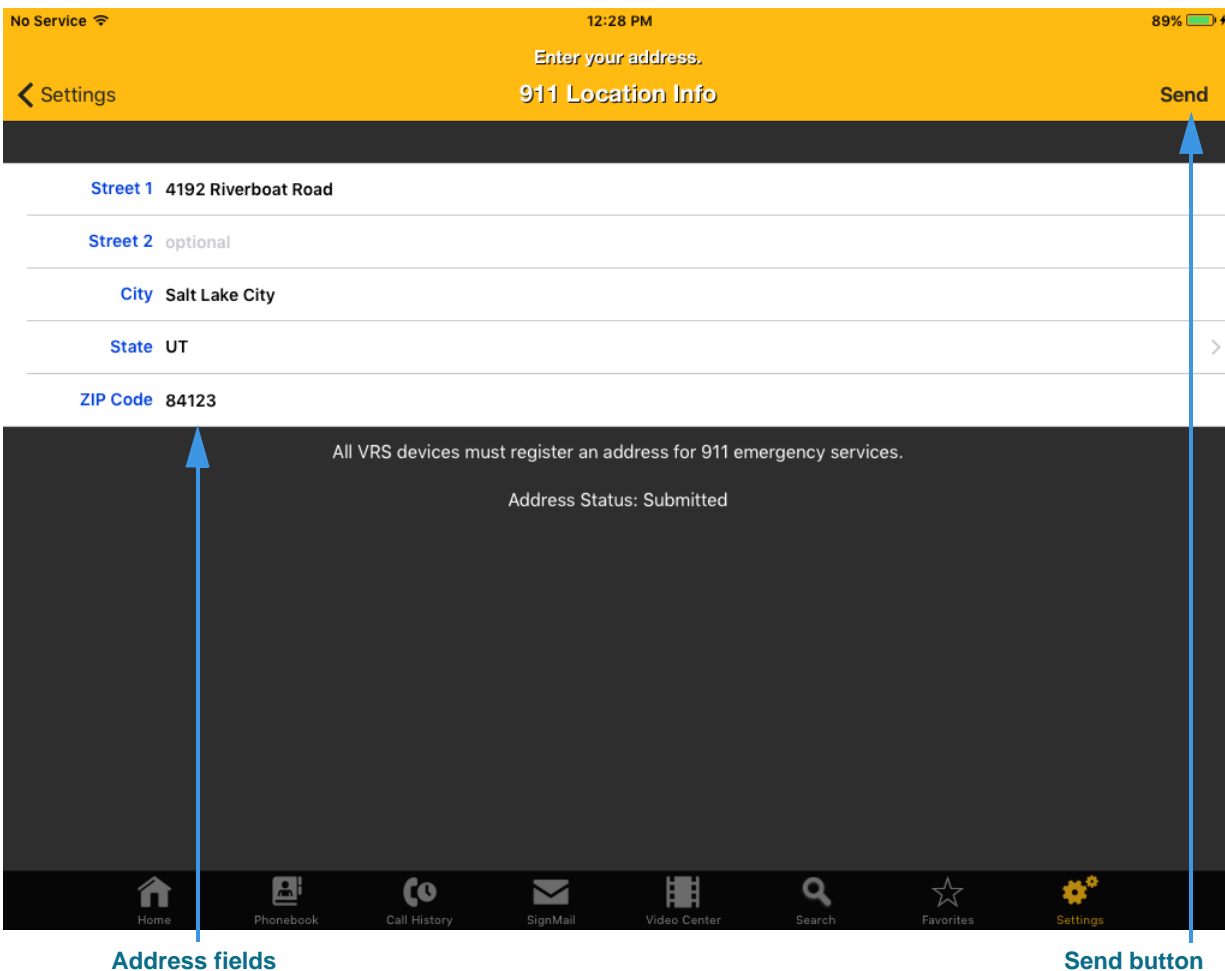 No Service 12:28 PM 89%
Enter your address.
Settings 911 Location Info Send
Street 1 4192 Riverboat Road
Street 2 optional
City Salt Lake City
State UT
ZIP Code 84123
All VRS devices must register an address for 911 emergency services.
Address Status: Submitted
Home Phonebook Call History SignMail Video Center Search Favorites Settings
Address fields Send button